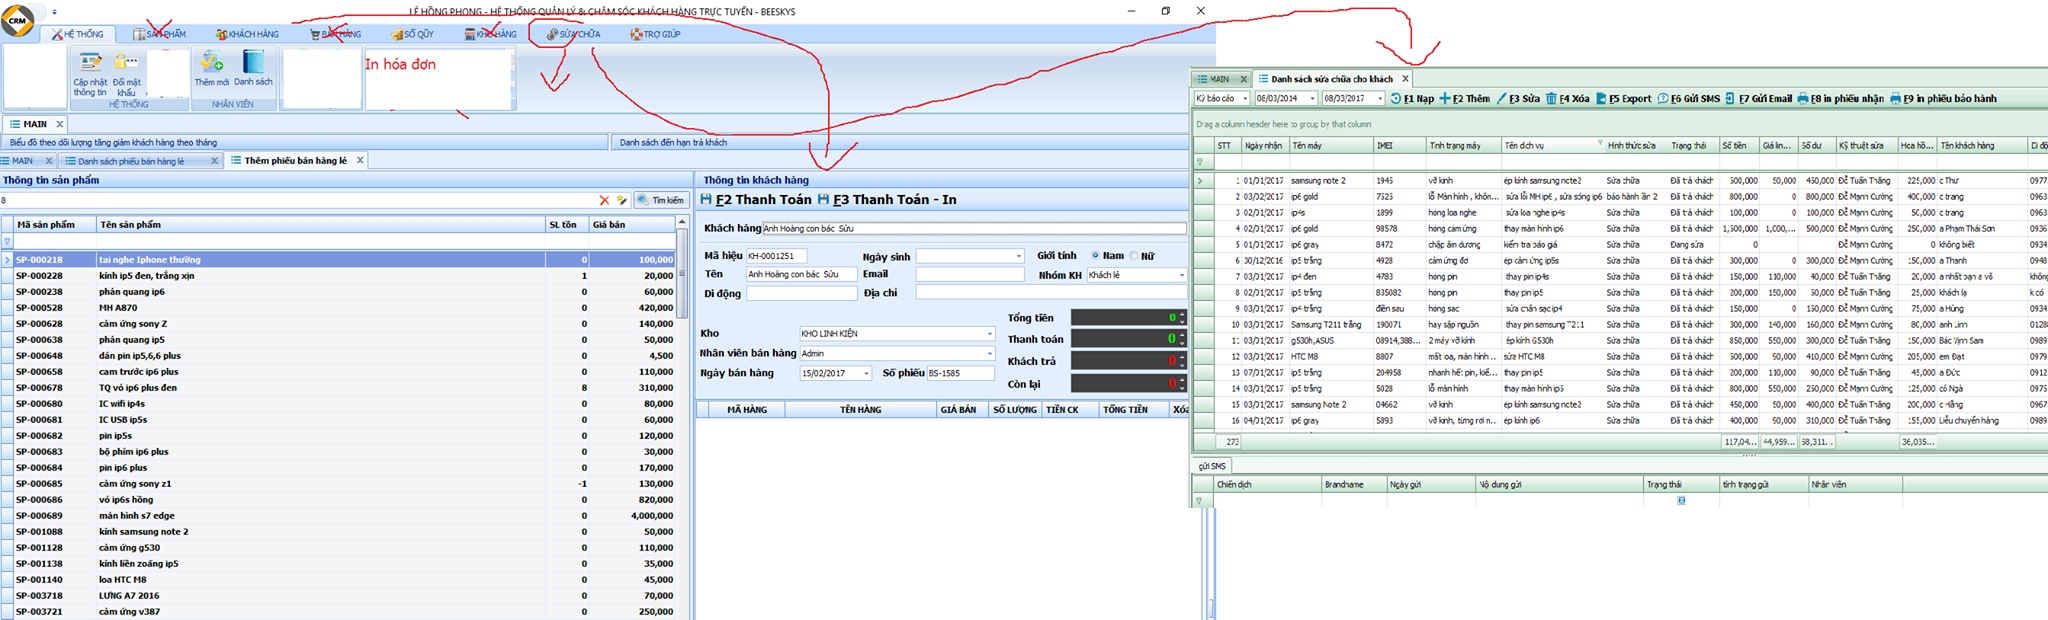 CRM
LÊ HỒNG PHONG - HỆ THỐNG QUẢN LÝ & CHĂM SÓC KHÁCH HÀNG TRỰC TUYẾN - BEESKYS
HỆ THỐNG
SẢN PHẨM
KHÁCH HÀNG
BÁN HÀNG
SỔ QUỸ
KHO HÀNG
SỬA CHỮA
TRỢ GIÚP
Cập nhật thông tin
Đổi mật khẩu
HỆ THỐNG
Thêm mới
Danh sách
NHÂN VIÊN
In hóa đơn
MAIN
Biểu đồ theo dõi lượng tăng giảm khách hàng theo tháng
Danh sách đến hạn trả khách
MAIN
Danh sách phiếu bán hàng lẻ
Thêm phiếu bán hàng lẻ
Thông tin sản phẩm
8
Tìm kiếm
Mã sản phẩm Tên sản phẩm SL tồn Giá bán
SP-000218 tai nghe Iphone thường 0 100,000
SP-000228 kính ip5 đen, trắng xịn 1 20,000
SP-000238 phản quang ip6 0 60,000
SP-000528 MH A870 0 420,000
SP-000628 cảm ứng sony Z 0 140,000
SP-000638 phản quang ip5 0 50,000
SP-000648 dán pin ip5,6,6 plus 0 4,500
SP-000658 cam trước ip6 plus 0 110,000
SP-000678 TQ vỏ ip6 plus đen 8 310,000
SP-000680 IC wifi ip4s 0 80,000
SP-000681 IC USB ip5s 0 60,000
SP-000682 pin ip5s 0 120,000
SP-000683 bộ phím ip6 plus 0 30,000
SP-000684 pin ip6 plus 0 170,000
SP-000685 cảm ứng sony z1 -1 130,000
SP-000686 vỏ ip6s hồng 0 820,000
SP-000689 màn hình s7 edge 0 4,000,000
SP-001088 kính samsung note 2 0 50,000
SP-001128 cảm ứng g530 0 110,000
SP-001138 kính liền zoăng ip5 0 35,000
SP-001140 loa HTC M8 0 45,000
SP-003718 LƯNG A7 2016 0 70,000
SP-003721 cảm ứng v387 0 250,000
Thông tin khách hàng
F2 Thanh Toán F3 Thanh Toán - In
Khách hàng Anh Hoàng con bác Sửu
Mã hiệu KH-0001251 Ngày sinh Giới tính Nam Nữ
Tên Anh Hoàng con bác Sửu Email Nhóm KH Khách lẻ
Di động Địa chỉ
Tổng tiền 0
Kho KHO LINH KIỆN Thanh toán 0
Nhân viên bán hàng Admin Khách trả 0
Ngày bán hàng 15/02/2017 Số phiếu BS-1585 Còn lại 0
MÃ HÀNG TÊN HÀNG GIÁ BÁN SỐ LƯỢNG TIỀN CK TỔNG TIỀN Xóa
MAIN
Danh sách sửa chữa cho khách
Kỳ báo cáo 08/03/2014 08/03/2017 F1 Nạp F2 Thêm F3 Sửa F4 Xóa F5 Export F6 Gửi SMS F7 Gửi Email F8 in phiếu nhận F9 in phiếu bảo hành
Drag a column header here to group by that column
STT Ngày nhận Tên máy IMEI Tình trạng máy Tên dịch vụ Hình thức sửa Trạng thái Số tiền Giá lin... Số dư Kỹ thuật sửa Hoa hồ... Tên khách hàng Di độ
1 01/01/2017 samsung note 2 1945 vỡ kính ép kính samsung note2 Sửa chữa Đã trả khách 500,000 50,000 450,000 Đỗ Tuấn Thăng 225,000 c Thư 0977
2 03/02/2017 ip6 gold 7525 lỗ Màn hình , khôn... sửa lỗi MH ip6 , sửa sóng ip6 bảo hành lần 2 Đã trả khách 800,000 0 800,000 Đỗ Mạnh Cường 400,000 c trang 0963
3 02/01/2017 ip4s 1899 hỏng loa nghe sửa loa nghe ip4s Sửa chữa Đã trả khách 100,000 0 100,000 Đỗ Mạnh Cường 50,000 c trang 0963
4 02/01/2017 ip6 gold 98578 hỏng cảm ứng thay màn hình ip6 Sửa chữa Đã trả khách 1,500,000 1,000,... 500,000 Đỗ Mạnh Cường 250,000 a Phạm Thái Sơn 0936
5 01/01/2017 ip6 gray 8472 chập âm dương kiểm tra báo giá Sửa chữa Đang sửa 0 0 Đỗ Mạnh Cường 0 không biết 0934
6 30/12/2016 ip5 trắng 4928 cảm ứng đơ ép cảm ứng ip5s Sửa chữa Đã trả khách 300,000 0 300,000 Đỗ Mạnh Cường 150,000 a Thanh 0948
7 03/01/2017 ip4 đen 4783 hỏng pin thay pin ip4s Sửa chữa Đã trả khách 150,000 110,000 40,000 Đỗ Tuấn Thăng 20,000 a nhất bạn a võ không
8 02/01/2017 ip5 trắng 835082 hỏng pin thay pin ip5 Sửa chữa Đã trả khách 200,000 150,000 50,000 Đỗ Tuấn Thăng 25,000 khách lạ k có
9 03/01/2017 ip4 trắng điện sau hỏng sạc sửa chân sạc ip4 Sửa chữa Đã trả khách 150,000 0 150,000 Đỗ Mạnh Cường 75,000 a Hùng 0934
10 03/01/2017 Samsung T211 trắng 190071 hay sập nguồn thay pin samsung T211 Sửa chữa Đã trả khách 300,000 140,000 160,000 Đỗ Mạnh Cường 80,000 anh Linh 0128
11 03/01/2017 g530h,ASUS 08914,388... 2 máy vỡ kính ép kính G530h Sửa chữa Đã trả khách 850,000 550,000 300,000 Đỗ Tuấn Thăng 150,000 Bác Vịnh Sam 0989
12 03/01/2017 HTC M8 8807 mất loa, màn hình ... sửa HTC M8 Sửa chữa Đã trả khách 500,000 90,000 410,000 Đỗ Mạnh Cường 205,000 em Đạt 0979
13 07/01/2017 ip5 trắng 204958 nhanh hết pin, kiể... thay pin ip5 Sửa chữa Đã trả khách 200,000 110,000 90,000 Đỗ Tuấn Thăng 45,000 a Đức 0912
14 03/01/2017 ip5 trắng 5028 lỗ màn hình thay màn hình ip5 Sửa chữa Đã trả khách 800,000 550,000 250,000 Đỗ Mạnh Cường 125,000 cô Ngà 0975
15 03/01/2017 samsung Note 2 04662 vỡ kính ép kính samsung note2 Sửa chữa Đã trả khách 450,000 50,000 400,000 Đỗ Tuấn Thăng 200,000 c Hằng 0967
16 04/01/2017 ip6 gray 5893 vỡ kính, từng rơi n... ép kính ip6 Sửa chữa Đã trả khách 400,000 90,000 310,000 Đỗ Tuấn Thăng 155,000 Liễu chuyển hàng 0989
273 117,04... 44,959... 58,311... 36,035...
gửi SMS
Chiến dịch Brandname Ngày gửi Nội dung gửi Trạng thái tình trạng gửi Nhân viên